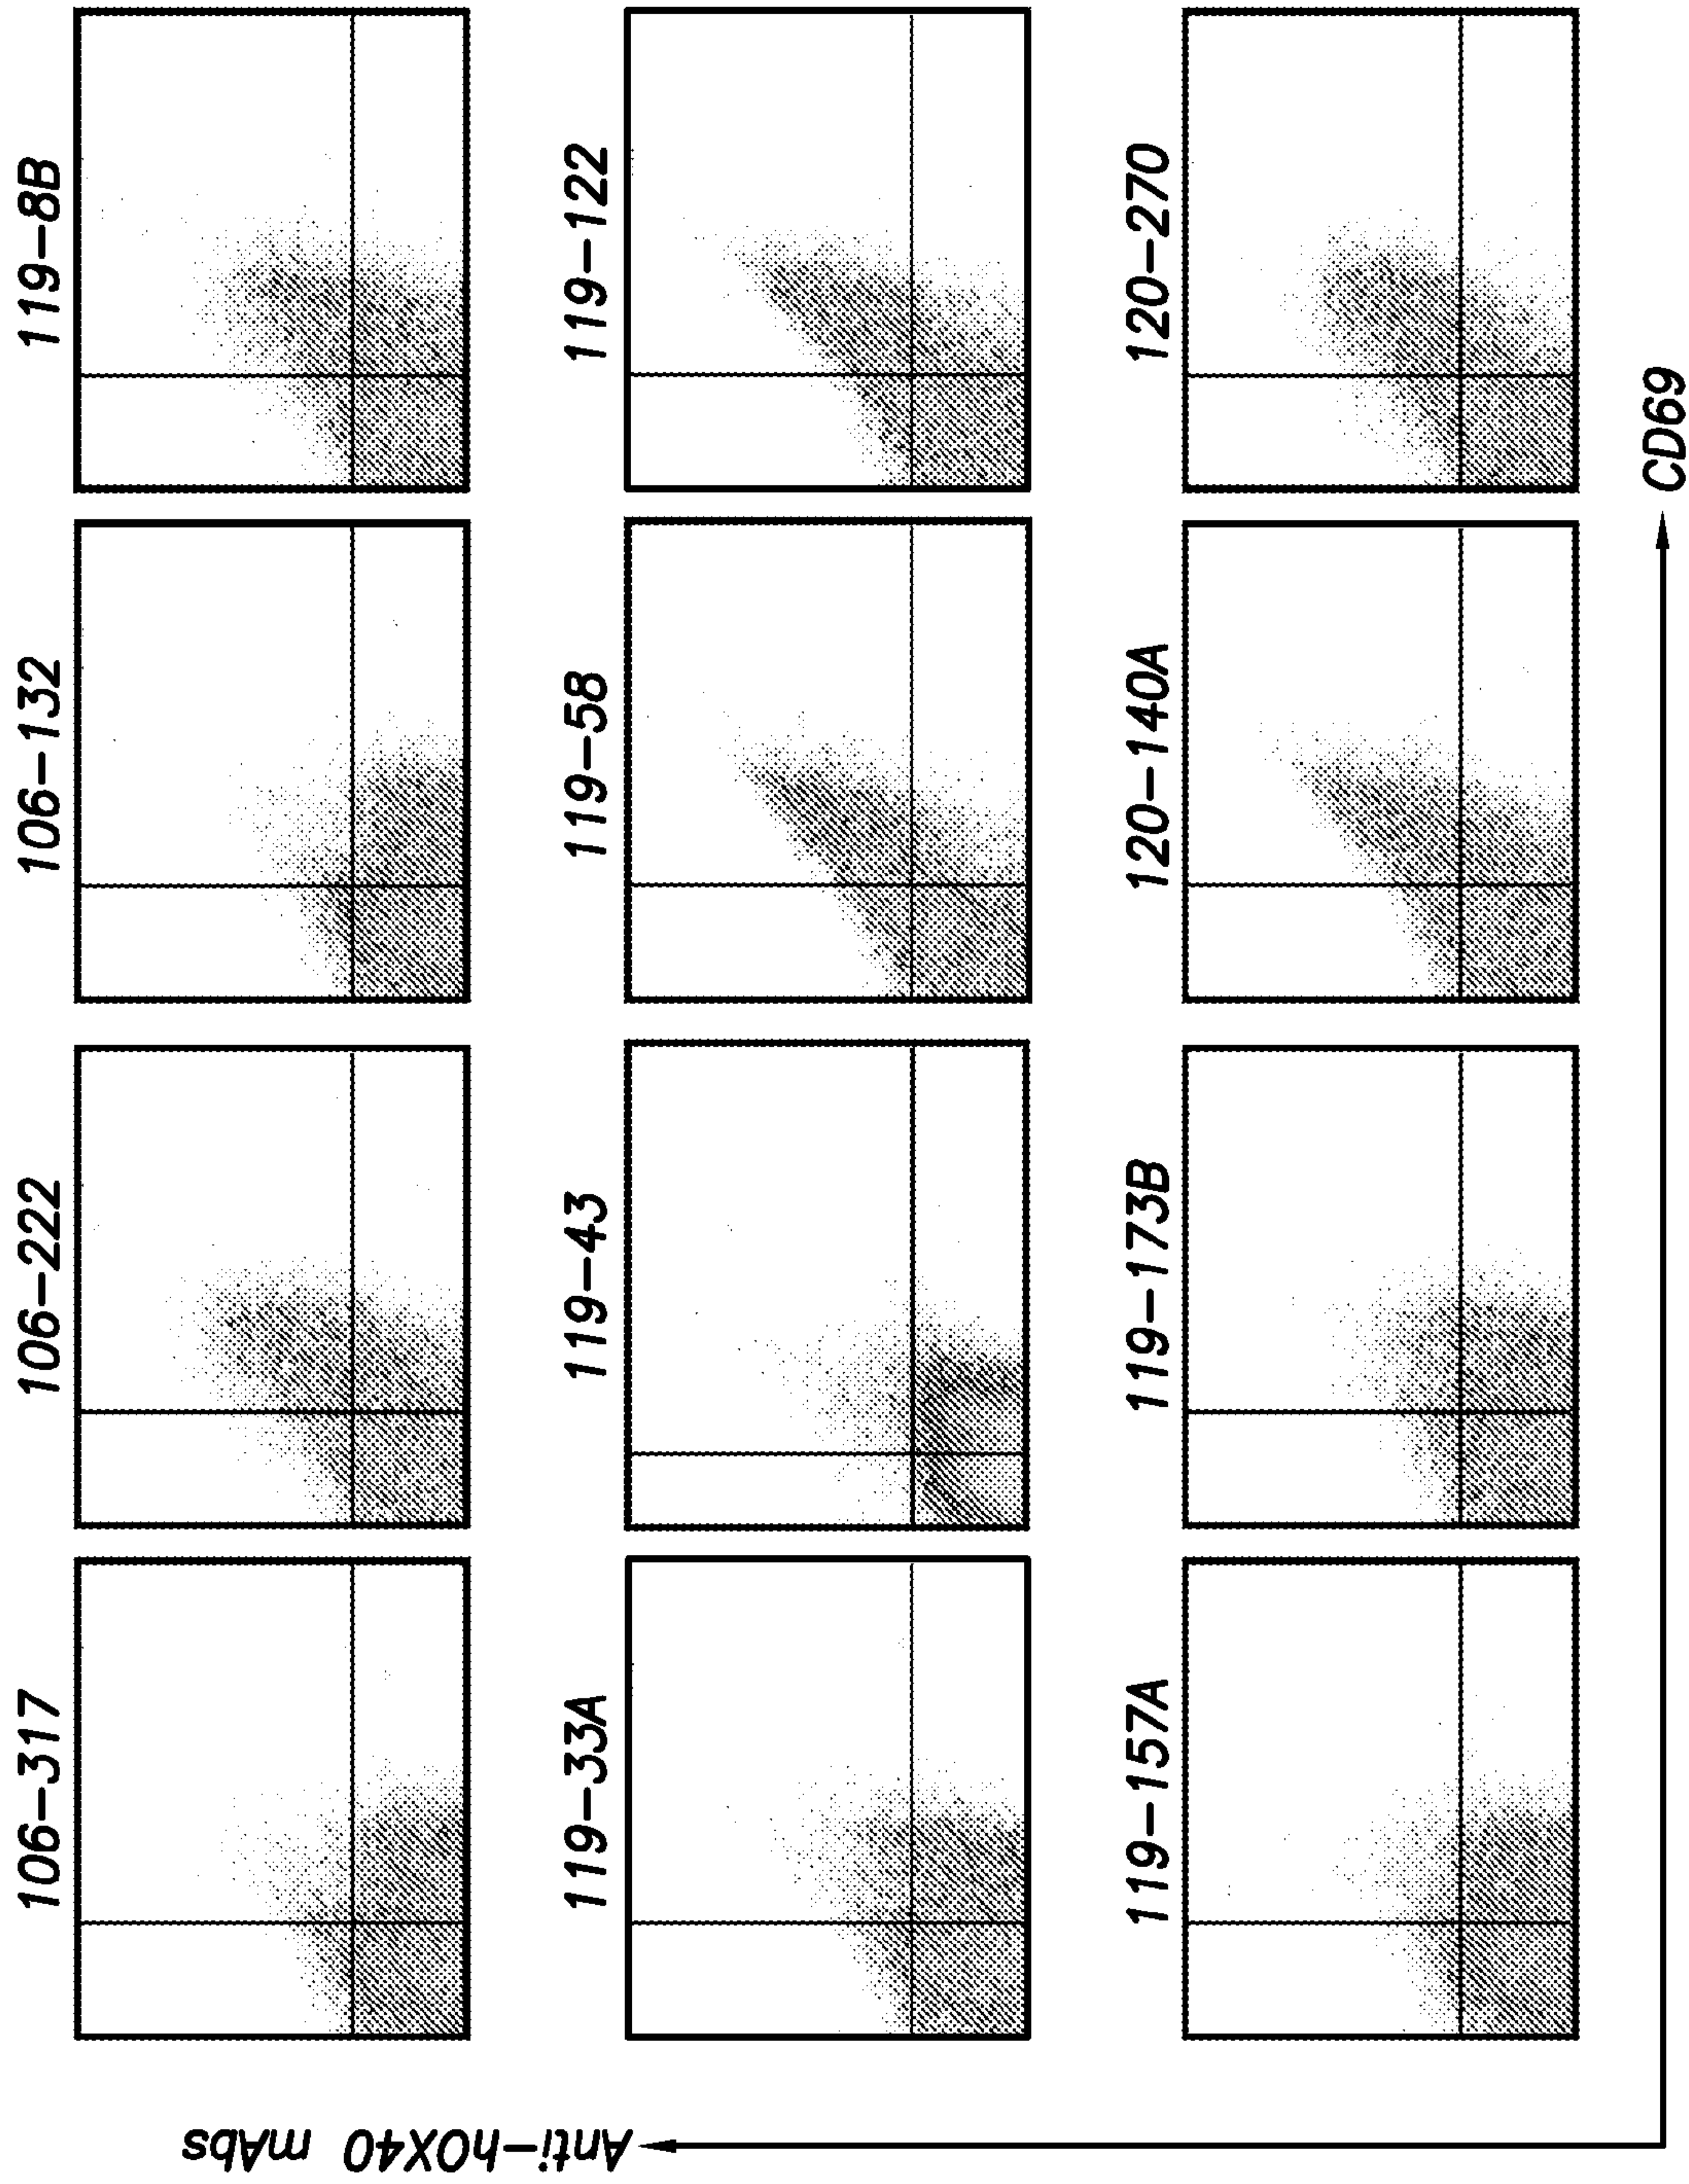 106-317
106-222
106-132
119-8B
119-33A
119-43
119-58
119-122
119-157A
119-173B
120-140A
120-270
Anti-hOX40 mAbs
CD69